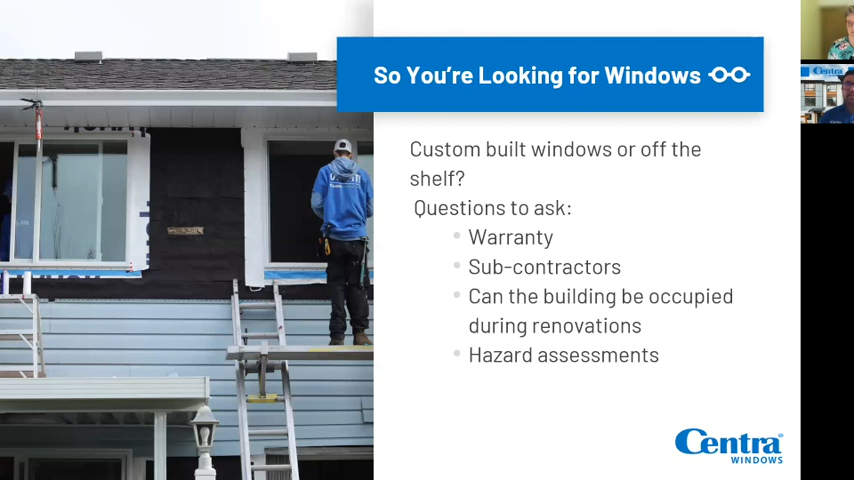 So You're Looking for Windows
Custom built windows or off the
shelf?
Questions to ask:
Warranty
Sub-contractors
Can the building be occupied
during renovations
Hazard assessments
Centra
WINDOWS
Centra